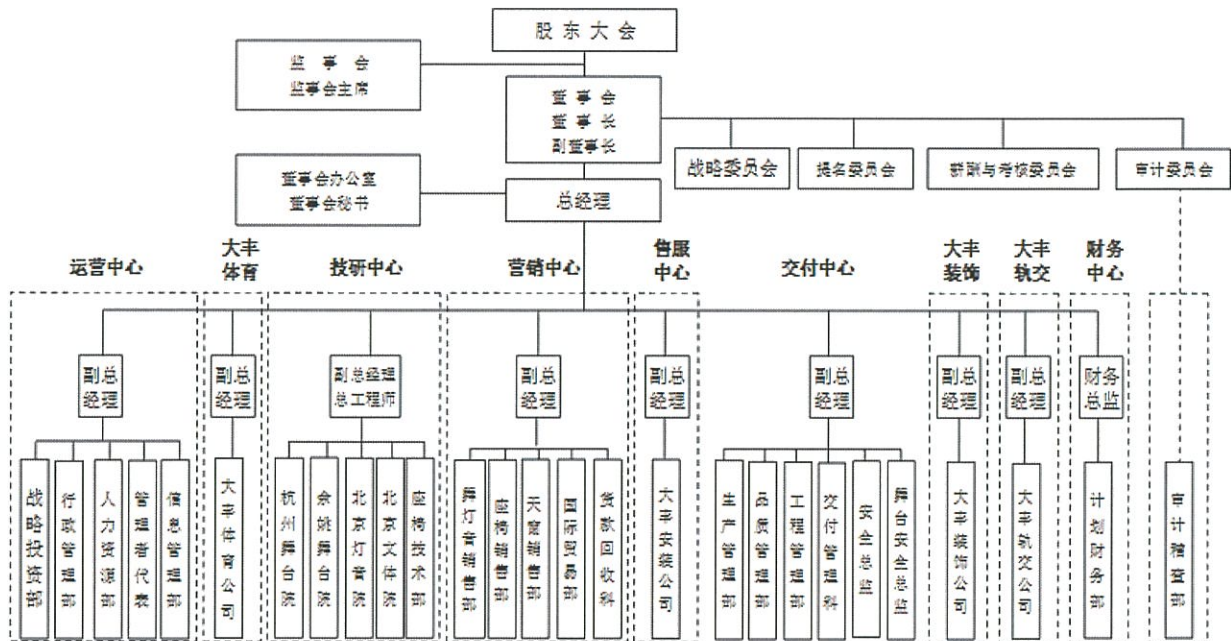 股东大会
监事会
监事会主席
董事会
董事长
副董事长
战略委员会
提名委员会
薪酬与考核委员会
审计委员会
董事会办公室
董事会秘书
总经理
运营中心
大丰
体育
技研中心
营销中心
售服
中心
交付中心
大丰
装饰
大丰
轨交
财务
中心
副总
经理
副总
经理
副总经理
总工程师
副总
经理
副总
经理
副总
经理
副总
经理
副总
经理
财务
总监
战略投资部
行政管理部
人力资源部
管理者代表
信息管理部
大丰体育公司
杭州舞台院
余姚舞台院
北京灯音院
北京文体院
座椅技术部
舞灯音销售部
座椅销售部
天窗销售部
国际贸易部
货款回收科
大丰安装公司
生产管理部
品质管理部
工程管理部
交付管理科
安全总监
舞台安全总监
大丰装饰公司
大丰轨交公司
计划财务部
审计稽查部